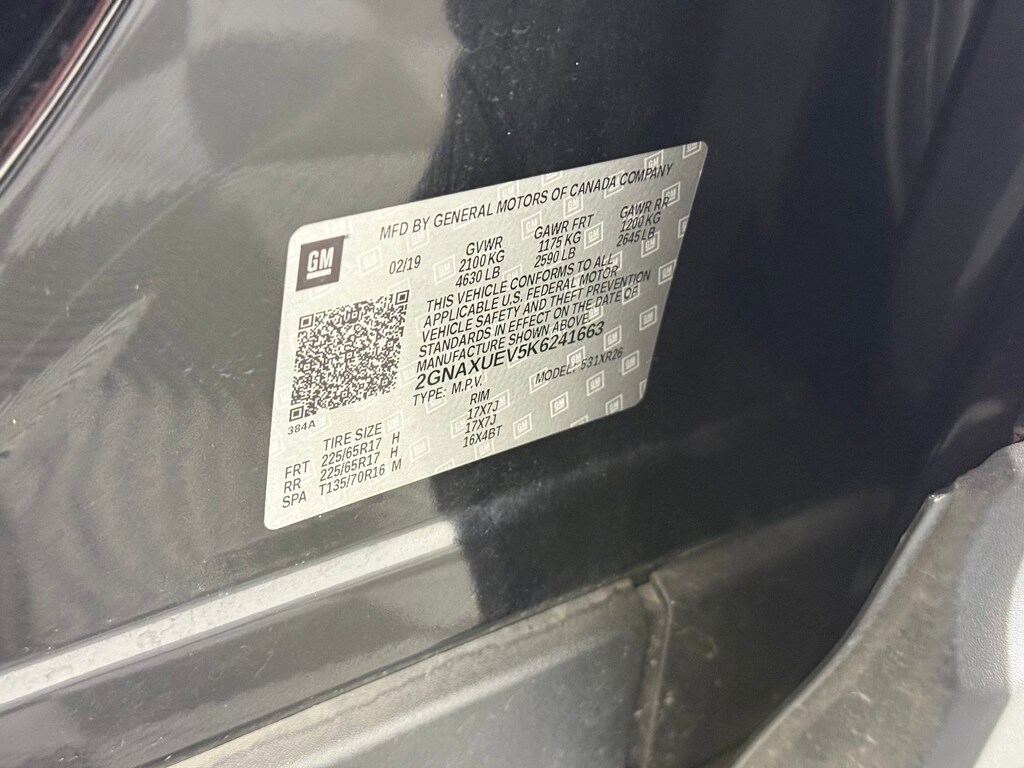 MFD BY GENERAL MOTORS OF CANADA COMPANY
GM
02/19
GVWR
2100 KG
4630 LB
GAWR FRT
1175 KG
2590 LB
GAWR RR
1200 KG
2645 LB
THIS VEHICLE CONFORMS TO ALL
APPLICABLE U.S. FEDERAL MOTOR
VEHICLE SAFETY AND THEFT PREVENTION
STANDARDS IN EFFECT ON THE DATE OF
MANUFACTURE SHOWN ABOVE.
2GNAXUEV5K6241663
TYPE: M.P.V. MODEL: 531XR26
384A
TIRE SIZE RIM
FRT 225/65R17 H 17X7J
RR 225/65R17 H 17X7J
SPA T135/70R16 M 16X4BT